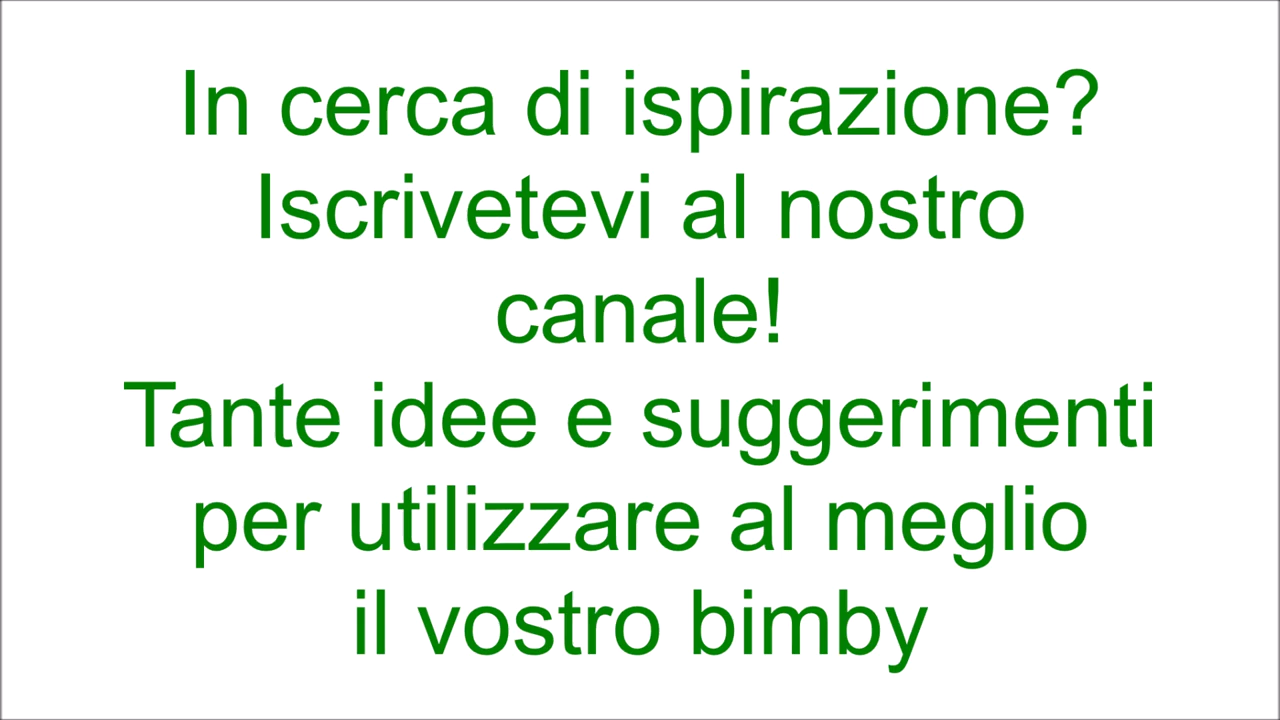 In cerca di ispirazione?
Iscrivetevi al nostro
canale!
Tante idee e suggerimenti
per utilizzare al meglio
il vostro bimby